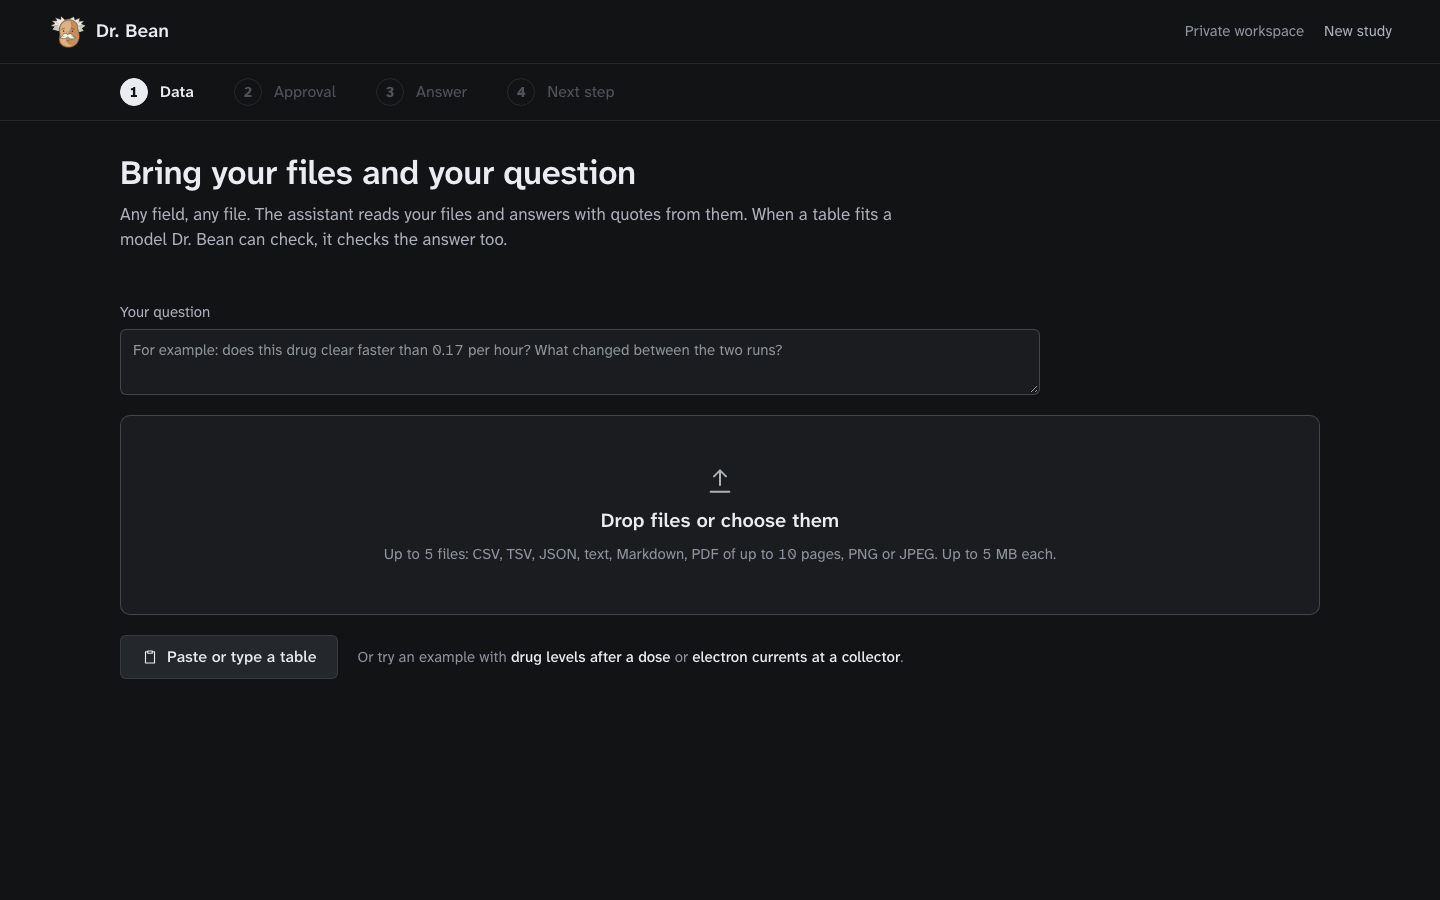 Dr. Bean
Private workspace
New study
1 Data
2 Approval
3 Answer
4 Next step
Bring your files and your question
Any field, any file. The assistant reads your files and answers with quotes from them. When a table fits a
model Dr. Bean can check, it checks the answer too.
Your question
For example: does this drug clear faster than 0.17 per hour? What changed between the two runs?
Drop files or choose them
Up to 5 files: CSV, TSV, JSON, text, Markdown, PDF of up to 10 pages, PNG or JPEG. Up to 5 MB each.
Paste or type a table
Or try an example with drug levels after a dose or electron currents at a collector.